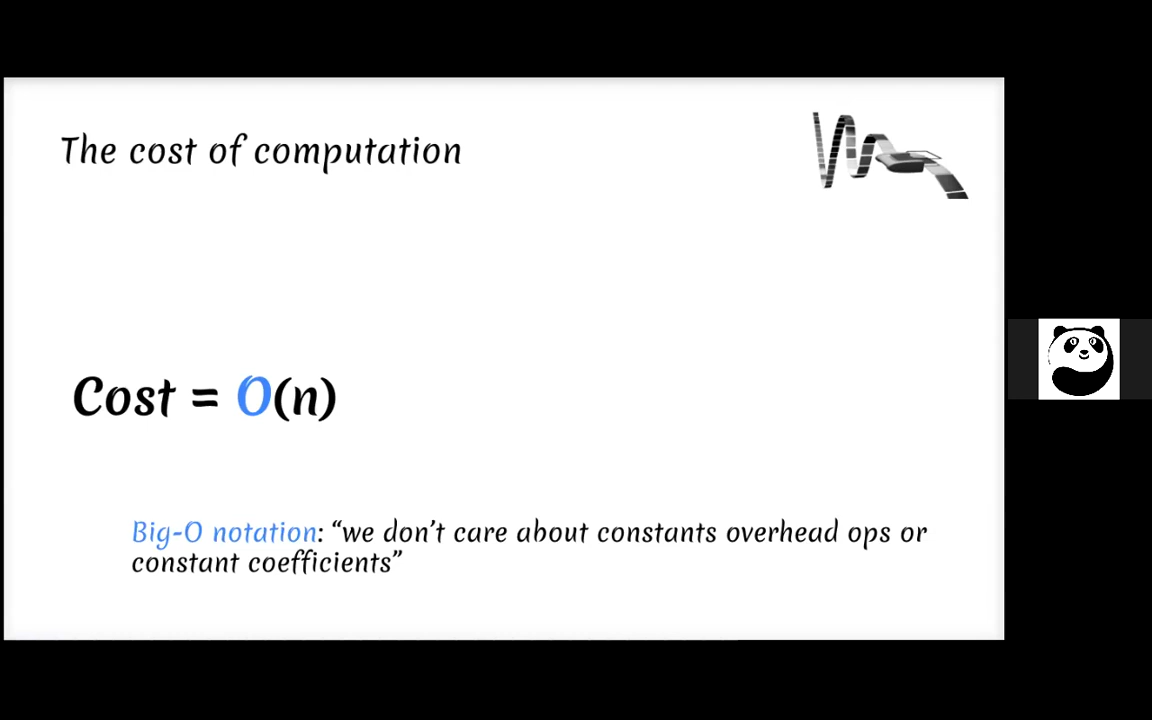 The cost of computation
Cost = O(n)
Big-O notation: “we don’t care about constants overhead ops or
constant coefficients”